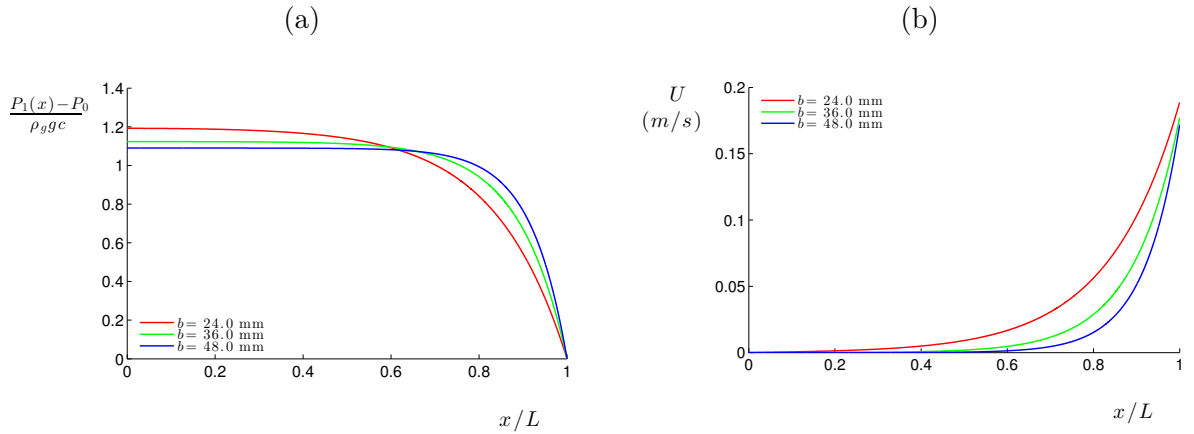 (a)
P₁(x)−P₀
ρ_g gc
1.4
1.2
1
0.8
0.6
0.4
0.2
0
b= 24.0 mm
b= 36.0 mm
b= 48.0 mm
0 0.2 0.4 0.6 0.8 1
x/L
(b)
U
(m/s)
0.2
0.15
0.1
0.05
0
b= 24.0 mm
b= 36.0 mm
b= 48.0 mm
0 0.2 0.4 0.6 0.8 1
x/L